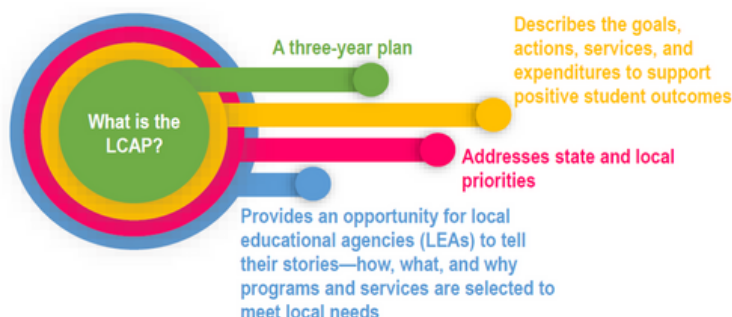 What is the
LCAP?
A three-year plan
Describes the goals,
actions, services, and
expenditures to support
positive student outcomes
Addresses state and local
priorities
Provides an opportunity for local
educational agencies (LEAs) to tell
their stories—how, what, and why
programs and services are selected to
meet local needs